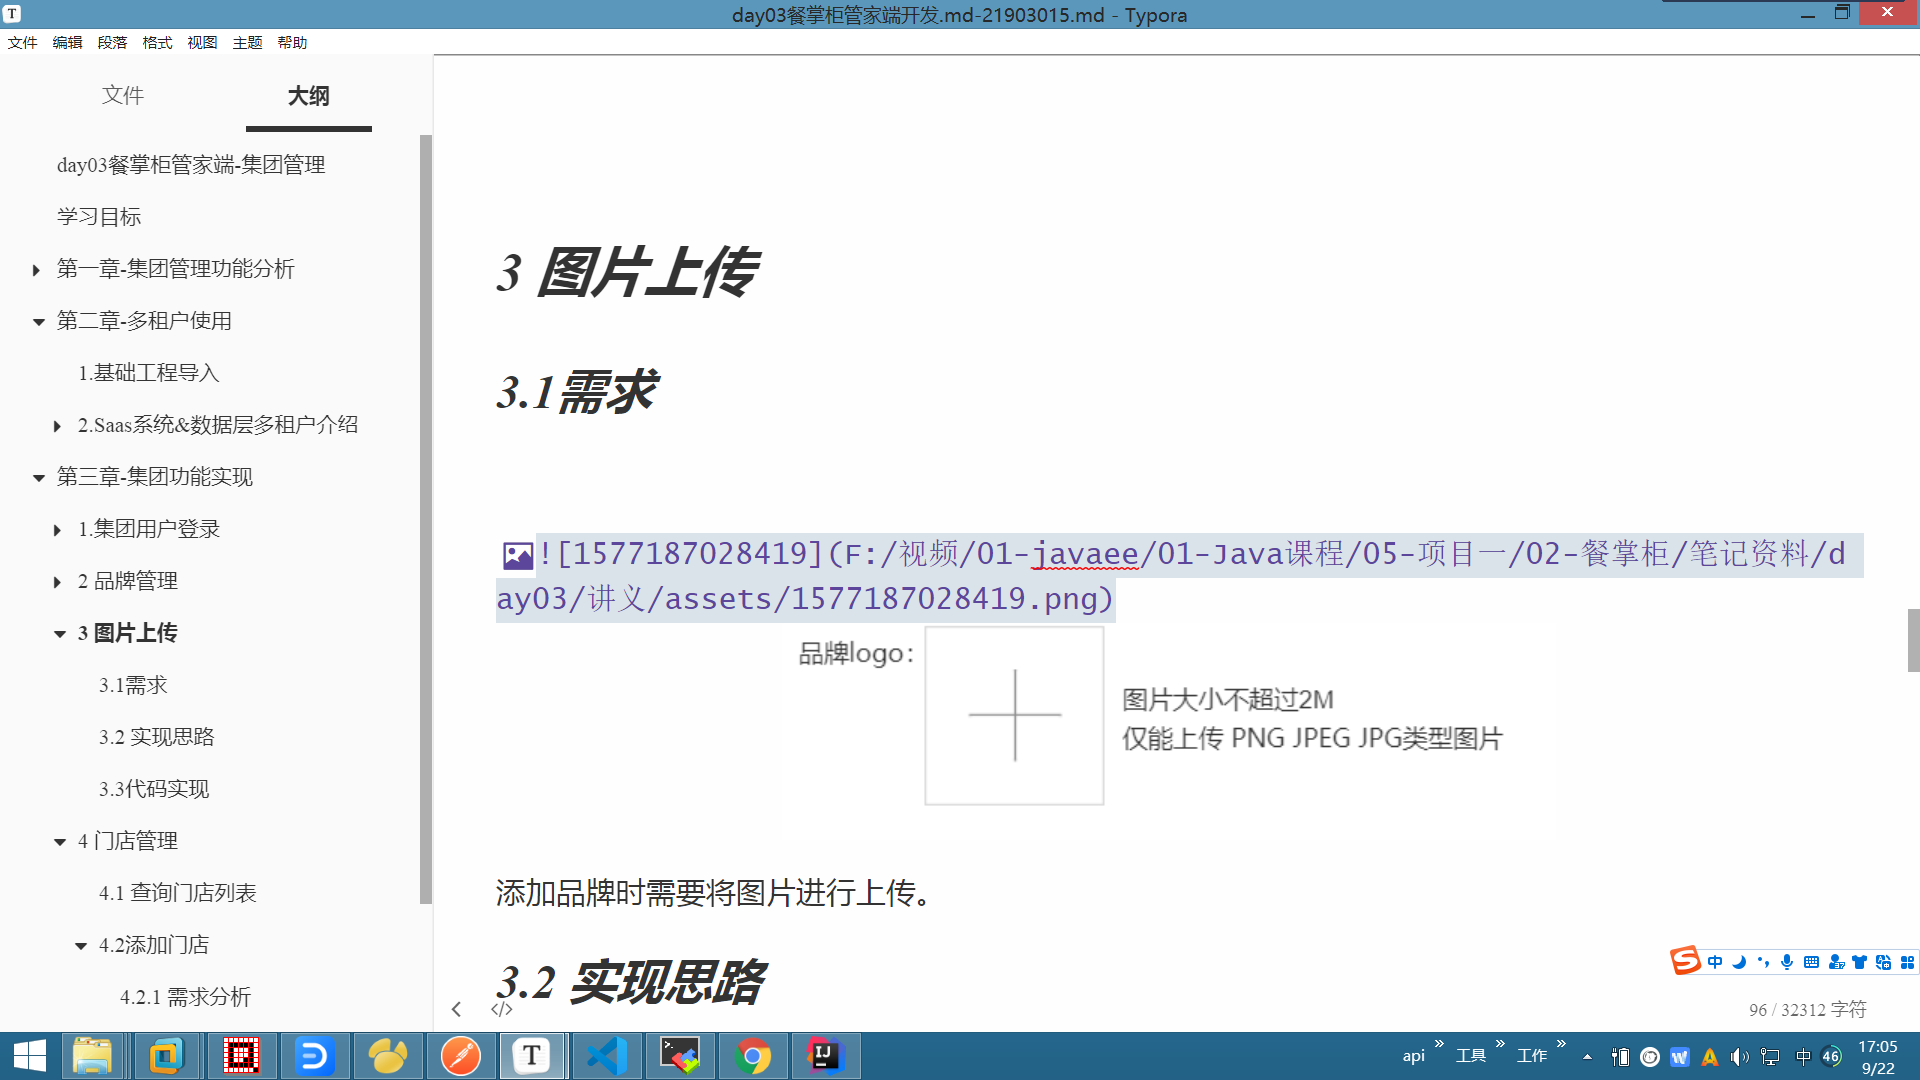 day03餐掌柜管家端开发.md-21903015.md - Typora
文件 编辑 段落 格式 视图 主题 帮助
文件 大纲
day03餐掌柜管家端-集团管理
学习目标
第一章-集团管理功能分析
第二章-多租户使用
1.基础工程导入
2.Saas系统&数据层多租户介绍
第三章-集团功能实现
1.集团用户登录
2 品牌管理
3 图片上传
3.1需求
3.2 实现思路
3.3代码实现
4 门店管理
4.1 查询门店列表
4.2添加门店
4.2.1 需求分析
3 图片上传
3.1需求
![1577187028419](F:/视频/01-javaee/01-Java课程/05-项目一/02-餐掌柜/笔记资料/d
ay03/讲义/assets/1577187028419.png)
品牌logo:
图片大小不超过2M
仅能上传 PNG JPEG JPG类型图片
添加品牌时需要将图片进行上传。
3.2 实现思路
中
96 / 32312 字符
api 工具 工作 中 46
17:05
9/22